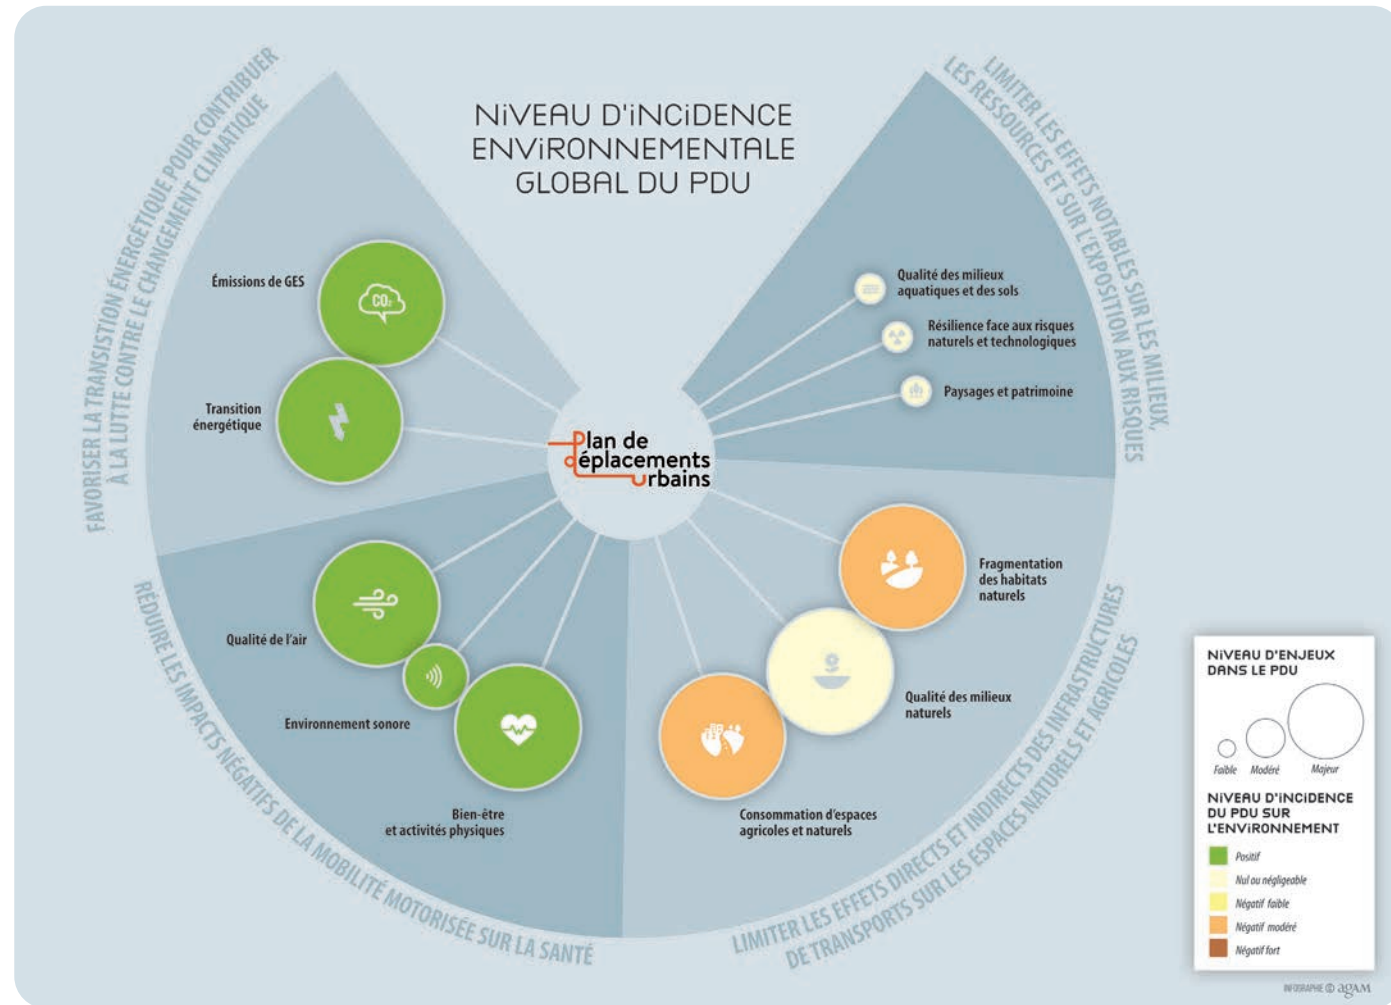 NiVEAU D'iNCiDENCE
ENViRONNEMENTALE
GLOBAL DU PDU
FAVORISER LA TRANSISTION ÉNERGÉTIQUE POUR CONTRIBUER
À LA LUTTE CONTRE LE CHANGEMENT CLIMATIQUE
Émissions de GES
CO₂
Transition
énergétique
LIMITER LES EFFETS NOTABLES SUR LES MILIEUX,
LES RESSOURCES ET SUR L'EXPOSITION AUX RISQUES
Qualité des milieux
aquatiques et des sols
Résilience face aux risques
naturels et technologiques
Paysages et patrimoine
Plan de
déplacements
urbains
RÉDUIRE LES IMPACTS NÉGATIFS DE LA MOBILITÉ MOTORISÉE SUR LA SANTÉ
Qualité de l'air
Environnement sonore
Bien-être
et activités physiques
LIMITER LES EFFETS DIRECTS ET INDIRECTS DES INFRASTRUCTURES
DE TRANSPORTS SUR LES ESPACES NATURELS ET AGRICOLES
Fragmentation
des habitats
naturels
Qualité des milieux
naturels
Consommation d'espaces
agricoles et naturels
NiVEAU D'ENJEUX
DANS LE PDU
Faible Modéré Majeur
NiVEAU D'iNCiDENCE
DU PDU SUR
L'ENViRONNEMENT
Positif
Nul ou négligeable
Négatif faible
Négatif modéré
Négatif fort
INFOGRAPHIE © agAM